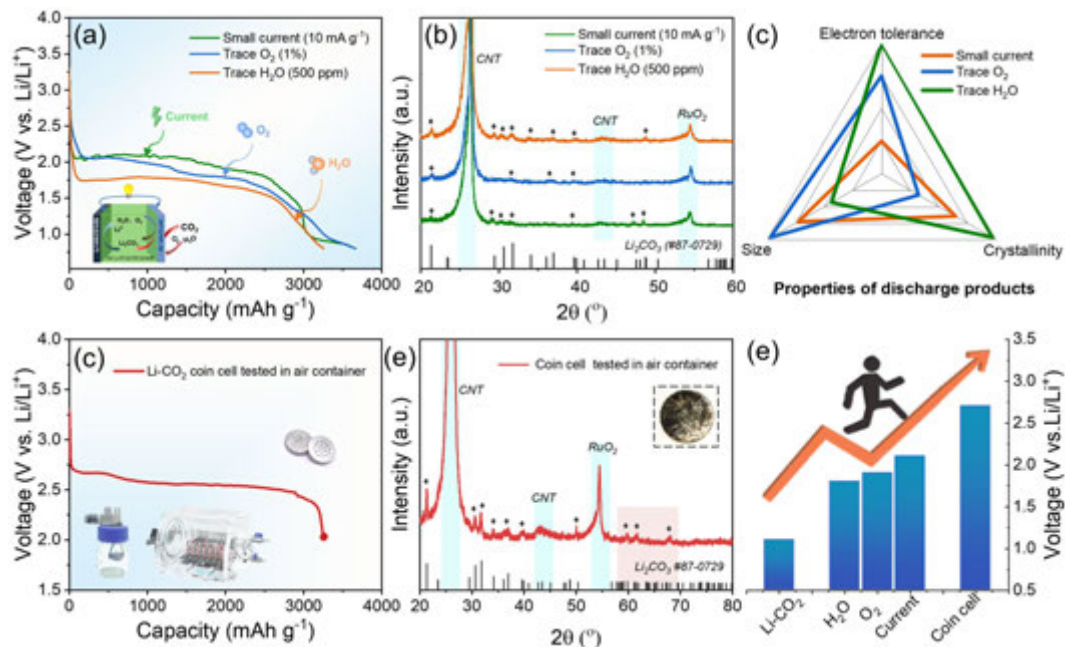 (a)
Small current (10 mA g⁻¹)
Trace O₂ (1%)
Trace H₂O (500 ppm)
Current
O₂
H₂O
CO₂
Li₂CO₃
Voltage (V vs. Li/Li⁺)
4.0
3.5
3.0
2.5
2.0
1.5
1.0
0 1000 2000 3000 4000
Capacity (mAh g⁻¹)
(b)
Small current (10 mA g⁻¹)
Trace O₂ (1%)
Trace H₂O (500 ppm)
CNT
CNT
RuO₂
Li₂CO₃ (#87-0729)
Intensity (a.u.)
20 30 40 50 60
2θ (°)
(c)
Electron tolerance
Small current
Trace O₂
Trace H₂O
Size
Crystallinity
Properties of discharge products
(c)
Li-CO₂ coin cell tested in air container
Voltage (V vs. Li/Li⁺)
4.0
3.5
3.0
2.5
2.0
1.5
0 1000 2000 3000 4000
Capacity (mAh g⁻¹)
(e)
Coin cell tested in air container
CNT
CNT
RuO₂
Li₂CO₃ #87-0729
Intensity (a.u.)
20 30 40 50 60 70 80
2θ (°)
(e)
3.5
3.0
2.5
2.0
1.5
1.0
0.5
Voltage (V vs.Li/Li⁺)
Li-CO₂
H₂O
O₂
Current
Coin cell